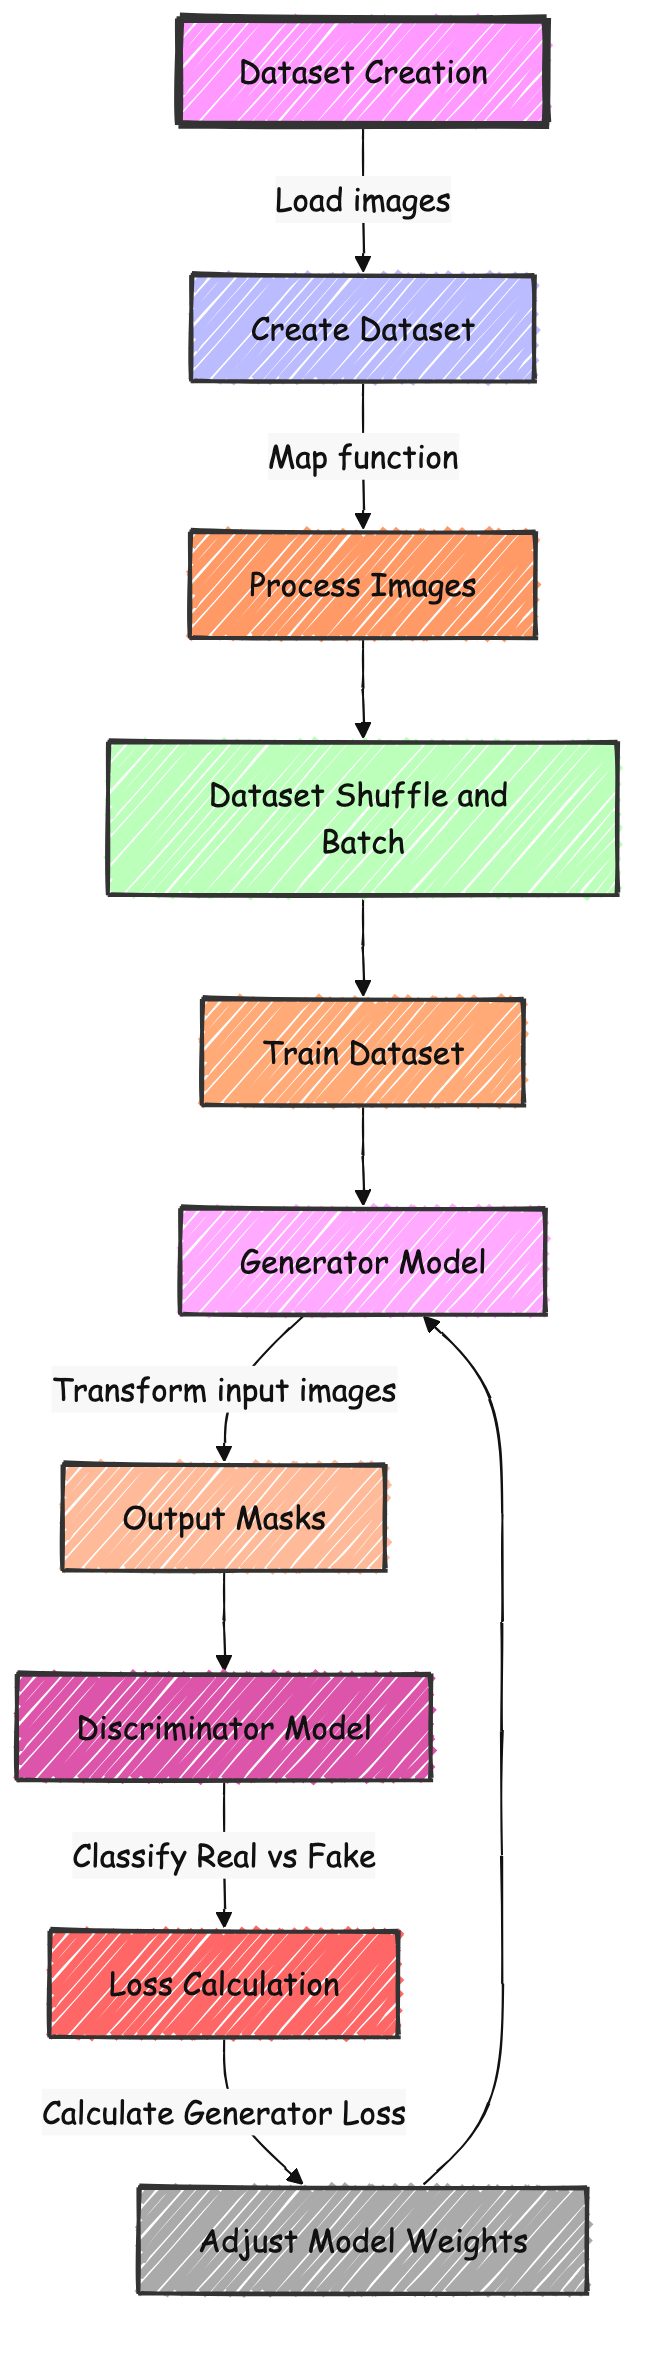 Dataset Creation
Load images
Create Dataset
Map function
Process Images
Dataset Shuffle and
Batch
Train Dataset
Generator Model
Transform input images
Output Masks
Discriminator Model
Classify Real vs Fake
Loss Calculation
Calculate Generator Loss
Adjust Model Weights